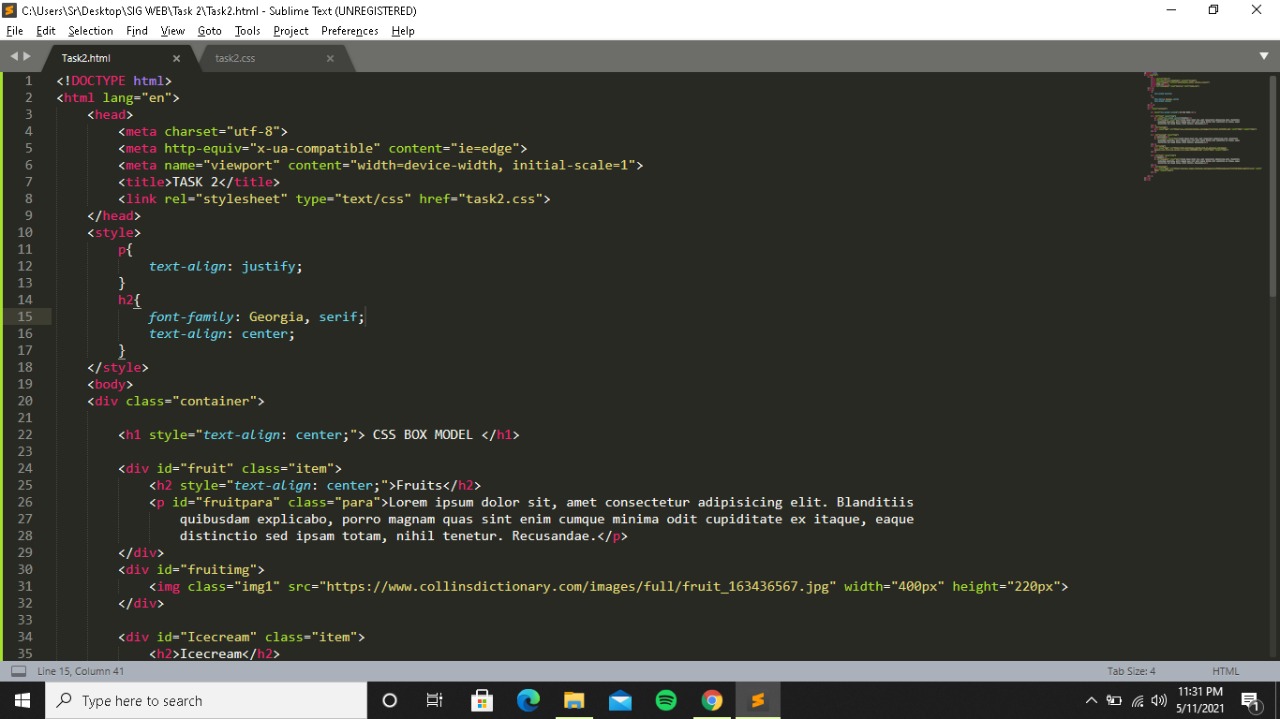 C:\Users\Sr\Desktop\SIG WEB\Task 2\Task2.html - Sublime Text (UNREGISTERED)
File Edit Selection Find View Goto Tools Project Preferences Help
Task2.html task2.css
1 <!DOCTYPE html>
2 <html lang="en">
3 <head>
4 <meta charset="utf-8">
5 <meta http-equiv="x-ua-compatible" content="ie=edge">
6 <meta name="viewport" content="width=device-width, initial-scale=1">
7 <title>TASK 2</title>
8 <link rel="stylesheet" type="text/css" href="task2.css">
9 </head>
10 <style>
11 p{
12 text-align: justify;
13 }
14 h2{
15 font-family: Georgia, serif;
16 text-align: center;
17 }
18 </style>
19 <body>
20 <div class="container">
21
22 <h1 style="text-align: center;"> CSS BOX MODEL </h1>
23
24 <div id="fruit" class="item">
25 <h2 style="text-align: center;">Fruits</h2>
26 <p id="fruitpara" class="para">Lorem ipsum dolor sit, amet consectetur adipisicing elit. Blanditiis
27 quibusdam explicabo, porro magnam quas sint enim cumque minima odit cupiditate ex itaque, eaque
28 distinctio sed ipsam totam, nihil tenetur. Recusandae.</p>
29 </div>
30 <div id="fruitimg">
31 <img class="img1" src="https://www.collinsdictionary.com/images/full/fruit_163436567.jpg" width="400px" height="220px">
32 </div>
33
34 <div id="Icecream" class="item">
35 <h2>Icecream</h2>
Line 15, Column 41 Tab Size: 4 HTML
Type here to search
11:31 PM
5/11/2021
1